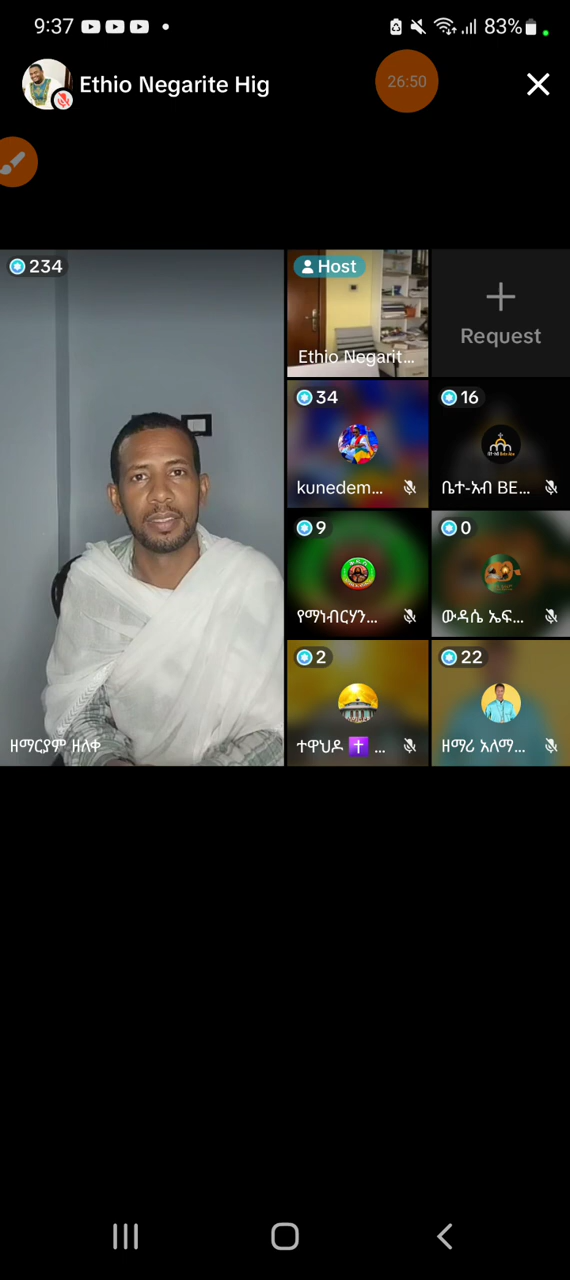 9:37
83%
Ethio Negarite Hig
26:50
234
Host
Ethio Negarit...
Request
34
kunedem...
16
ቤተ-አብ BE...
9
የማነብርሃን...
0
ውዳሴ ኤፍ...
ዘማርያም ዘለቀ
2
ተዋህዶ ✝️ ...
22
ዘማሪ አለማ...